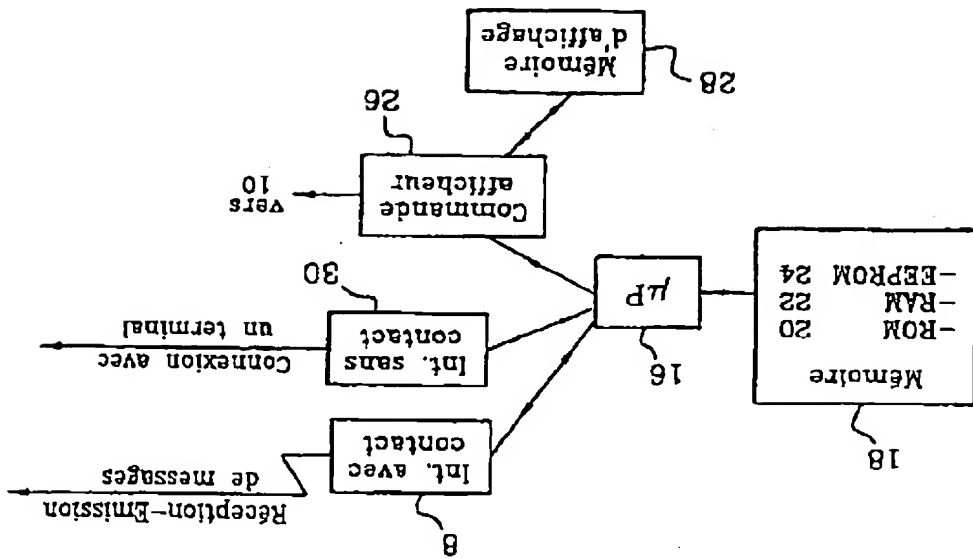 8
Int. avec
contact
Réception-Emission
de messages
18
Mémoire
-ROM 20
-RAM 22
-EEPROM 24
16
µP
Int. sans
contact
30
Connexion avec
un terminal
Commande
afficheur
26
vers
10
Mémoire
d'affichage
28